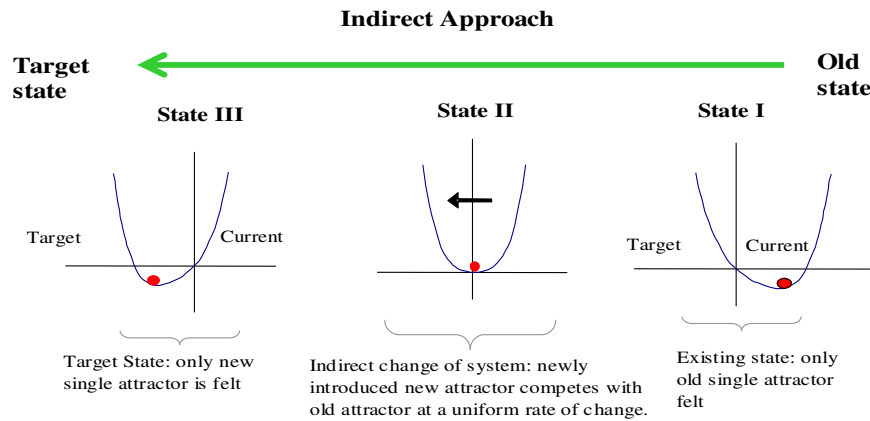 Indirect Approach
Target
state
Old
state
State III
State II
State I
Target
Current
Target
Current
Target State: only new
single attractor is felt
Indirect change of system: newly
introduced new attractor competes with
old attractor at a uniform rate of change.
Existing state: only
old single attractor
felt